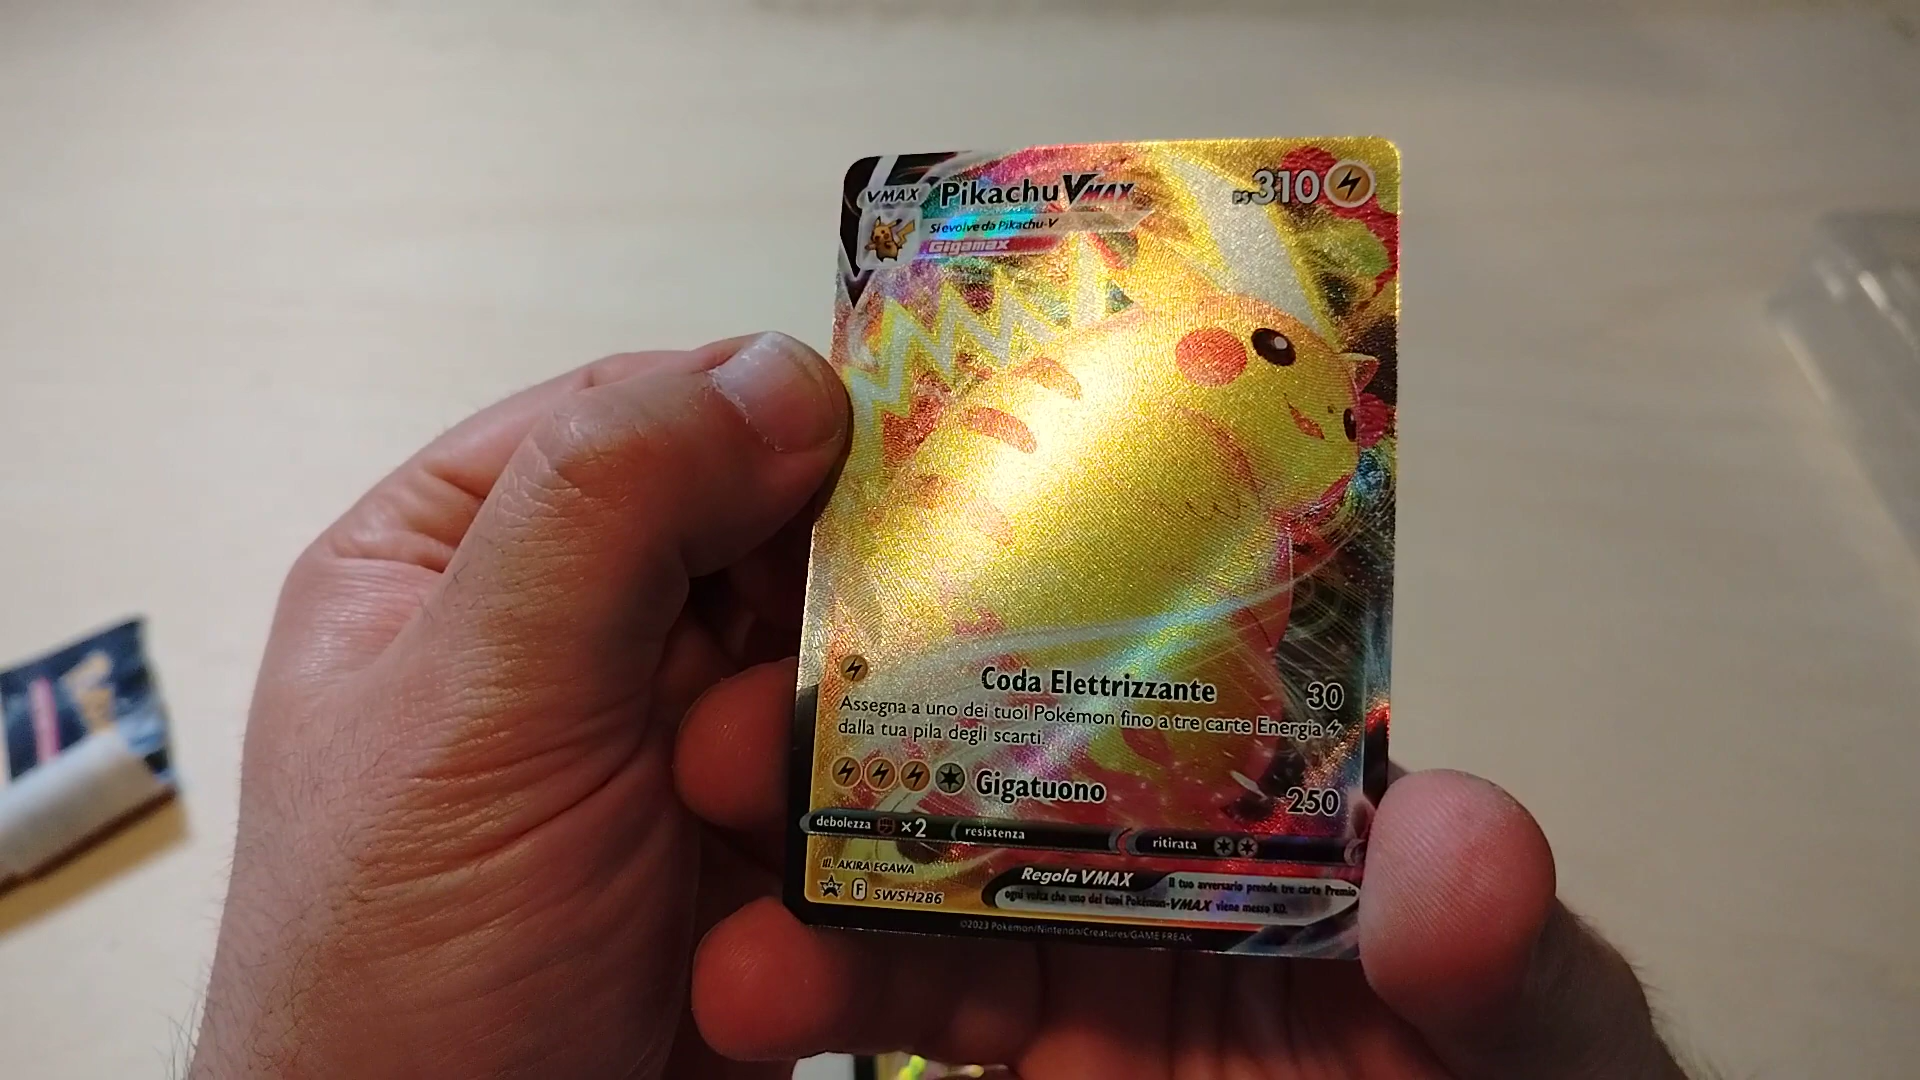 VMAX Pikachu VMAX PS 310
Si evolve da Pikachu-V
Gigamax
Coda Elettrizzante 30
Assegna a uno dei tuoi Pokémon fino a tre carte Energia
dalla tua pila degli scarti.
Gigatuono 250
debolezza ×2 resistenza ritirata
Ill. AKIRA EGAWA
F SWSH286
Regola VMAX Il tuo avversario prende tre carte Premio
ogni volta che uno dei tuoi Pokémon-VMAX viene messo KO.
©2023 Pokémon/Nintendo/Creatures/GAME FREAK